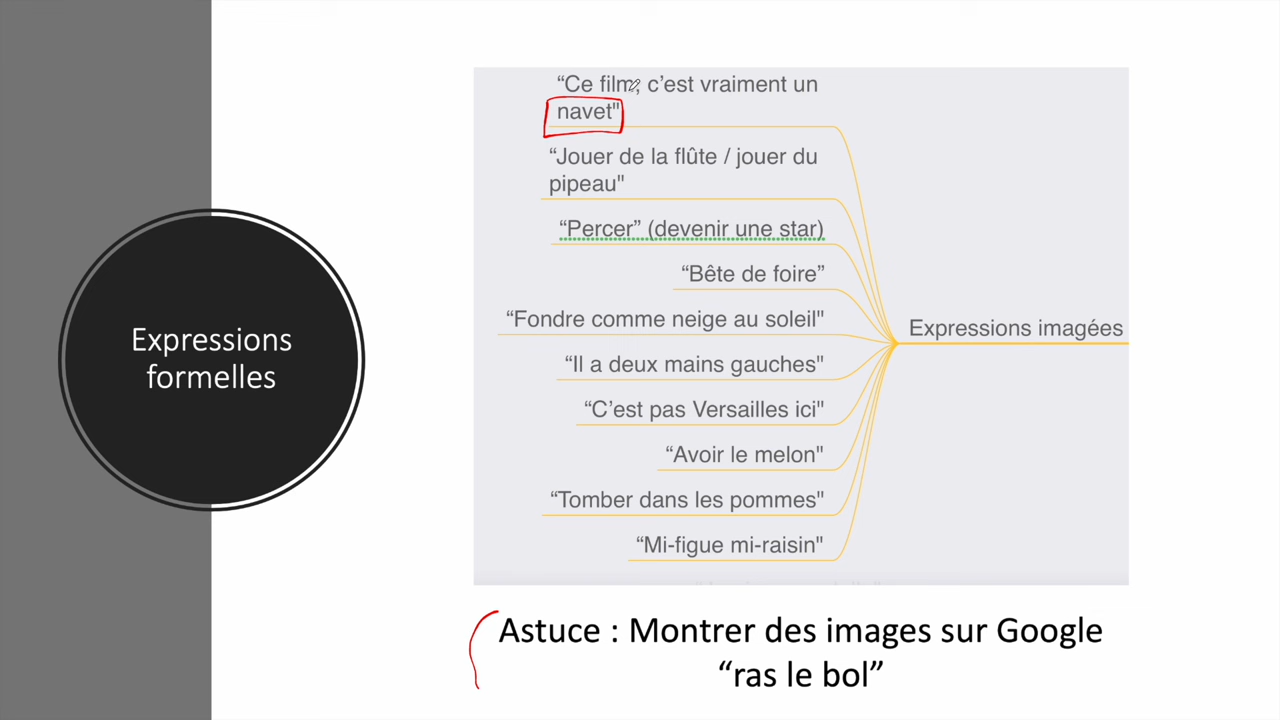 Expressions
formelles
“Ce film, c’est vraiment un
navet"
“Jouer de la flûte / jouer du
pipeau"
“Percer” (devenir une star)
“Bête de foire”
“Fondre comme neige au soleil"
“Il a deux mains gauches"
“C’est pas Versailles ici"
“Avoir le melon"
“Tomber dans les pommes"
“Mi-figue mi-raisin"
Expressions imagées
Astuce : Montrer des images sur Google
“ras le bol”